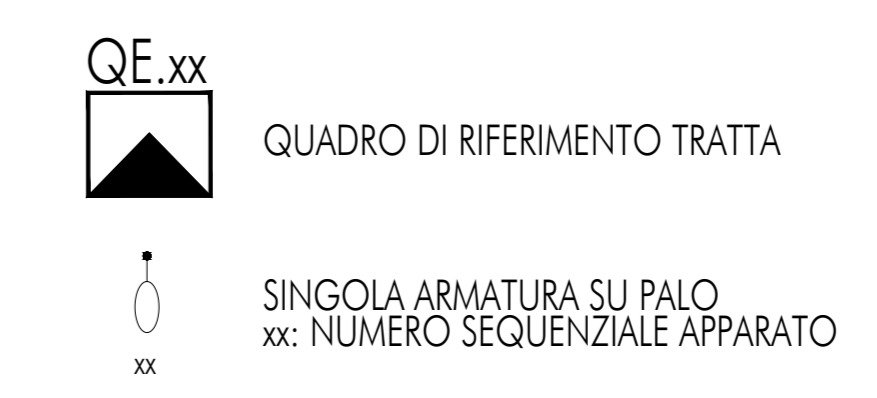 QE.xx
QUADRO DI RIFERIMENTO TRATTA
SINGOLA ARMATURA SU PALO
xx: NUMERO SEQUENZIALE APPARATO
xx